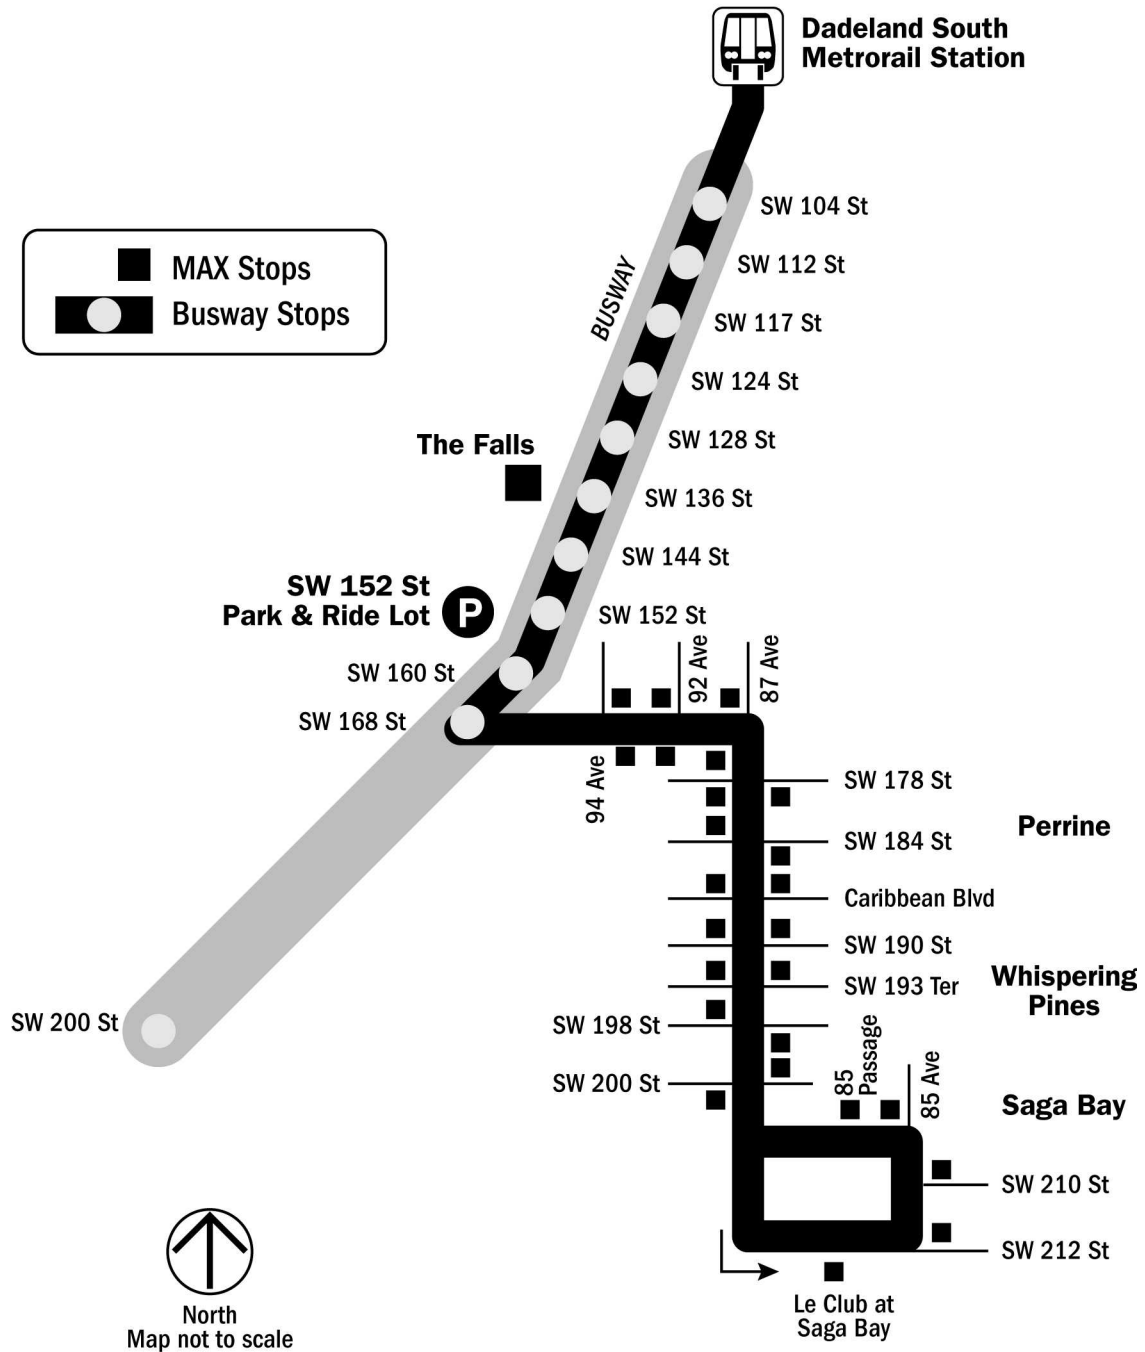 Dadeland South
Metrorail Station
SW 104 St
MAX Stops
Busway Stops
BUSWAY
SW 112 St
SW 117 St
SW 124 St
The Falls
SW 128 St
SW 136 St
SW 144 St
SW 152 St
Park & Ride Lot
P
SW 152 St
SW 160 St
SW 168 St
92 Ave
87 Ave
94 Ave
SW 178 St
Perrine
SW 184 St
Caribbean Blvd
SW 190 St
SW 193 Ter
Whispering
Pines
SW 200 St
SW 198 St
SW 200 St
85
Passage
85 Ave
Saga Bay
SW 210 St
SW 212 St
Le Club at
Saga Bay
North
Map not to scale